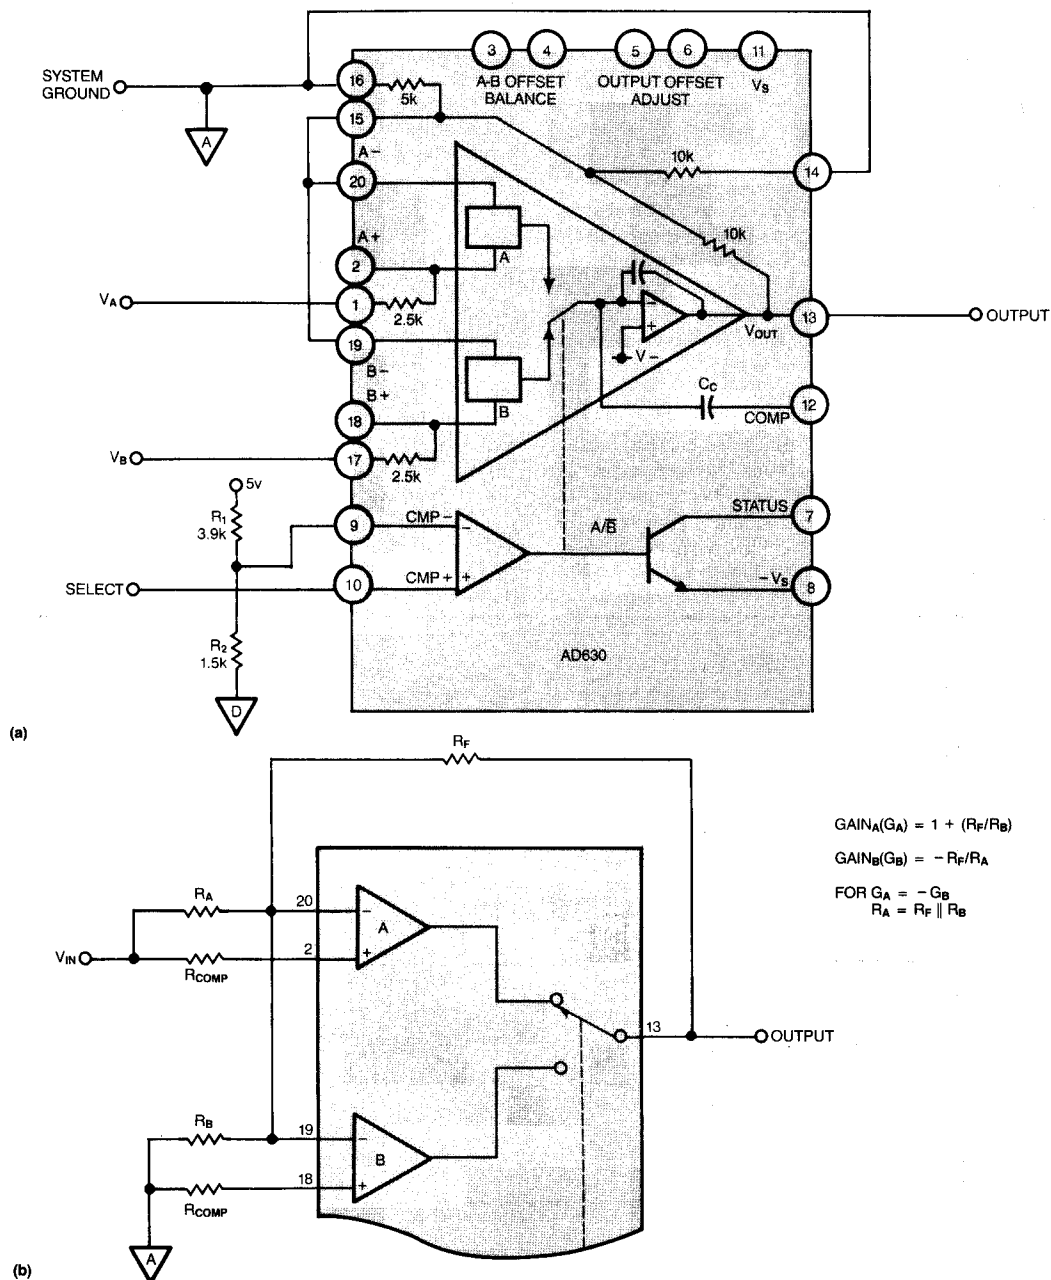 3 4 5 6 11
SYSTEM
GROUND
16
5k
A-B OFFSET
BALANCE
OUTPUT OFFSET
ADJUST
Vs
A
15
A-
20
10k
14
10k
A+
2
A
VA
1
2.5k
19
B-
B+
-
+
V-
VOUT
13
OUTPUT
18
B
Cc
COMP
12
VB
17
2.5k
5v
R1
3.9k
9
CMP-
-
A/B̅
STATUS
7
SELECT
10
CMP+
+
-Vs
8
R2
1.5k
AD630
D
(a)
RF
GAINA(GA) = 1 + (RF/RB)
GAINB(GB) = -RF/RA
FOR GA = -GB
RA = RF ∥ RB
RA
20
-
A
VIN
RCOMP
2
+
13
OUTPUT
RB
19
-
B
RCOMP
18
+
A
(b)